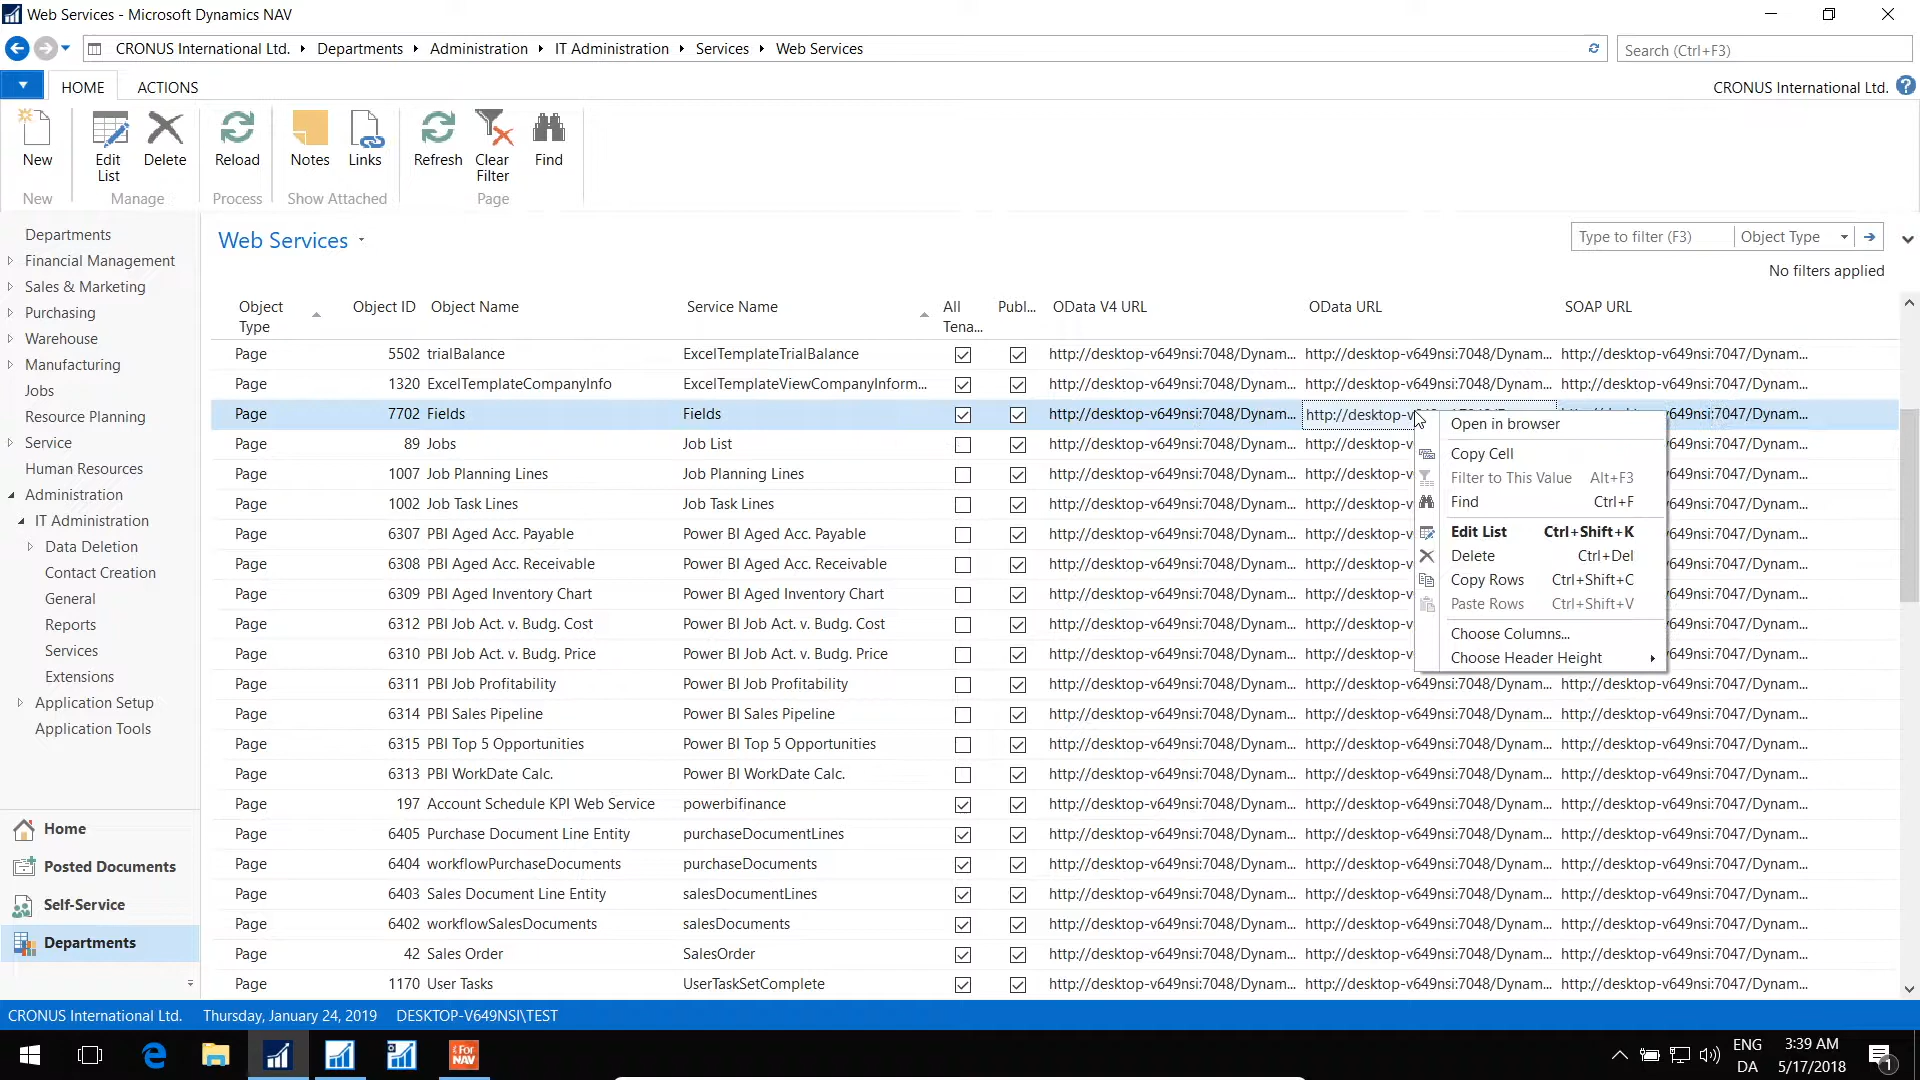 Web Services - Microsoft Dynamics NAV
CRONUS International Ltd. Departments Administration IT Administration Services Web Services
Search (Ctrl+F3)
HOME ACTIONS
CRONUS International Ltd.
New
Edit List
Delete
Reload
Notes
Links
Refresh
Clear Filter
Find
New
Manage
Process
Show Attached
Page
Departments
Financial Management
Sales & Marketing
Purchasing
Warehouse
Manufacturing
Jobs
Resource Planning
Service
Human Resources
Administration
IT Administration
Data Deletion
Contact Creation
General
Reports
Services
Extensions
Application Setup
Application Tools
Home
Posted Documents
Self-Service
Departments
Web Services
Type to filter (F3) Object Type
No filters applied
Object Type Object ID Object Name Service Name All Tena... Publ... OData V4 URL OData URL SOAP URL
Page 5502 trialBalance ExcelTemplateTrialBalance http://desktop-v649nsi:7048/Dynam... http://desktop-v649nsi:7048/Dynam... http://desktop-v649nsi:7047/Dynam...
Page 1320 ExcelTemplateCompanyInfo ExcelTemplateViewCompanyInform... http://desktop-v649nsi:7048/Dynam... http://desktop-v649nsi:7048/Dynam... http://desktop-v649nsi:7047/Dynam...
Page 7702 Fields Fields http://desktop-v649nsi:7048/Dynam... http://desktop-v649nsi:7047/Dynam...
Page 89 Jobs Job List http://desktop-v649nsi:7048/Dynam... http://desktop-v v649nsi:7047/Dynam...
Page 1007 Job Planning Lines Job Planning Lines http://desktop-v649nsi:7048/Dynam... http://desktop-v v649nsi:7047/Dynam...
Page 1002 Job Task Lines Job Task Lines http://desktop-v649nsi:7048/Dynam... http://desktop-v v649nsi:7047/Dynam...
Page 6307 PBI Aged Acc. Payable Power BI Aged Acc. Payable http://desktop-v649nsi:7048/Dynam... http://desktop-v v649nsi:7047/Dynam...
Page 6308 PBI Aged Acc. Receivable Power BI Aged Acc. Receivable http://desktop-v649nsi:7048/Dynam... http://desktop-v v649nsi:7047/Dynam...
Page 6309 PBI Aged Inventory Chart Power BI Aged Inventory Chart http://desktop-v649nsi:7048/Dynam... http://desktop-v v649nsi:7047/Dynam...
Page 6312 PBI Job Act. v. Budg. Cost Power BI Job Act. v. Budg. Cost http://desktop-v649nsi:7048/Dynam... http://desktop-v v649nsi:7047/Dynam...
Page 6310 PBI Job Act. v. Budg. Price Power BI Job Act. v. Budg. Price http://desktop-v649nsi:7048/Dynam... http://desktop-v v649nsi:7047/Dynam...
Page 6311 PBI Job Profitability Power BI Job Profitability http://desktop-v649nsi:7048/Dynam... http://desktop-v649nsi:7048/Dynam... http://desktop-v649nsi:7047/Dynam...
Page 6314 PBI Sales Pipeline Power BI Sales Pipeline http://desktop-v649nsi:7048/Dynam... http://desktop-v649nsi:7048/Dynam... http://desktop-v649nsi:7047/Dynam...
Page 6315 PBI Top 5 Opportunities Power BI Top 5 Opportunities http://desktop-v649nsi:7048/Dynam... http://desktop-v649nsi:7048/Dynam... http://desktop-v649nsi:7047/Dynam...
Page 6313 PBI WorkDate Calc. Power BI WorkDate Calc. http://desktop-v649nsi:7048/Dynam... http://desktop-v649nsi:7048/Dynam... http://desktop-v649nsi:7047/Dynam...
Page 197 Account Schedule KPI Web Service powerbifinance http://desktop-v649nsi:7048/Dynam... http://desktop-v649nsi:7048/Dynam... http://desktop-v649nsi:7047/Dynam...
Page 6405 Purchase Document Line Entity purchaseDocumentLines http://desktop-v649nsi:7048/Dynam... http://desktop-v649nsi:7048/Dynam... http://desktop-v649nsi:7047/Dynam...
Page 6404 workflowPurchaseDocuments purchaseDocuments http://desktop-v649nsi:7048/Dynam... http://desktop-v649nsi:7048/Dynam... http://desktop-v649nsi:7047/Dynam...
Page 6403 Sales Document Line Entity salesDocumentLines http://desktop-v649nsi:7048/Dynam... http://desktop-v649nsi:7048/Dynam... http://desktop-v649nsi:7047/Dynam...
Page 6402 workflowSalesDocuments salesDocuments http://desktop-v649nsi:7048/Dynam... http://desktop-v649nsi:7048/Dynam... http://desktop-v649nsi:7047/Dynam...
Page 42 Sales Order SalesOrder http://desktop-v649nsi:7048/Dynam... http://desktop-v649nsi:7048/Dynam... http://desktop-v649nsi:7047/Dynam...
Page 1170 User Tasks UserTaskSetComplete http://desktop-v649nsi:7048/Dynam... http://desktop-v649nsi:7048/Dynam... http://desktop-v649nsi:7047/Dynam...
Open in browser
Copy Cell
Filter to This Value Alt+F3
Find Ctrl+F
Edit List Ctrl+Shift+K
Delete Ctrl+Del
Copy Rows Ctrl+Shift+C
Paste Rows Ctrl+Shift+V
Choose Columns...
Choose Header Height
CRONUS International Ltd. Thursday, January 24, 2019 DESKTOP-V649NSI\TEST
For NAV
ENG
DA
3:39 AM
5/17/2018
1